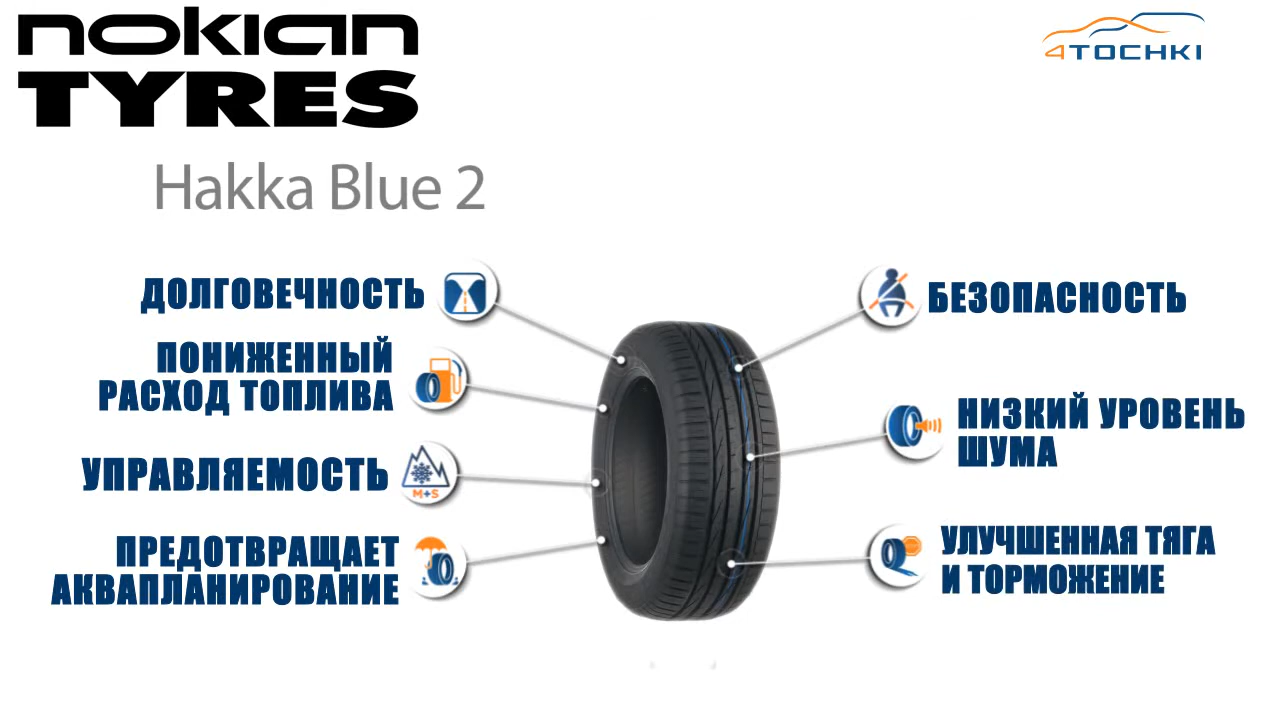 nokian
TYRES
4TOCHKI
Hakka Blue 2
ДОЛГОВЕЧНОСТЬ
ПОНИЖЕННЫЙ
РАСХОД ТОПЛИВА
УПРАВЛЯЕМОСТЬ
M+S
ПРЕДОТВРАЩАЕТ
АКВАПЛАНИРОВАНИЕ
БЕЗОПАСНОСТЬ
НИЗКИЙ УРОВЕНЬ
ШУМА
УЛУЧШЕННАЯ ТЯГА
И ТОРМОЖЕНИЕ